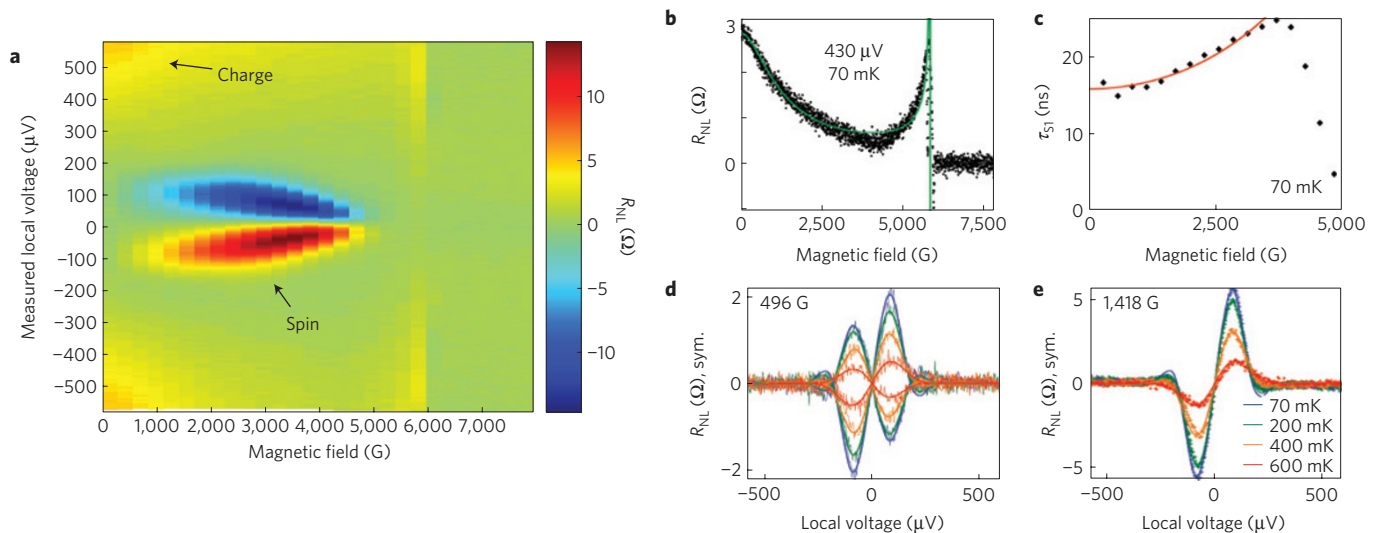 a
500
400
300
200
100
0
−100
−200
−300
−400
−500
Measured local voltage (μV)
Charge
Spin
0
1,000
2,000
3,000
4,000
5,000
6,000
7,000
Magnetic field (G)
10
5
0
−5
−10
R_NL (Ω)
b
3
0
R_NL (Ω)
430 μV
70 mK
0
2,500
5,000
7,500
Magnetic field (G)
c
20
10
0
τ_S1 (ns)
70 mK
0
2,500
5,000
Magnetic field (G)
d
496 G
2
0
−2
R_NL (Ω), sym.
−500
0
500
Local voltage (μV)
e
1,418 G
5
0
−5
R_NL (Ω), sym.
70 mK
200 mK
400 mK
600 mK
−500
0
500
Local voltage (μV)